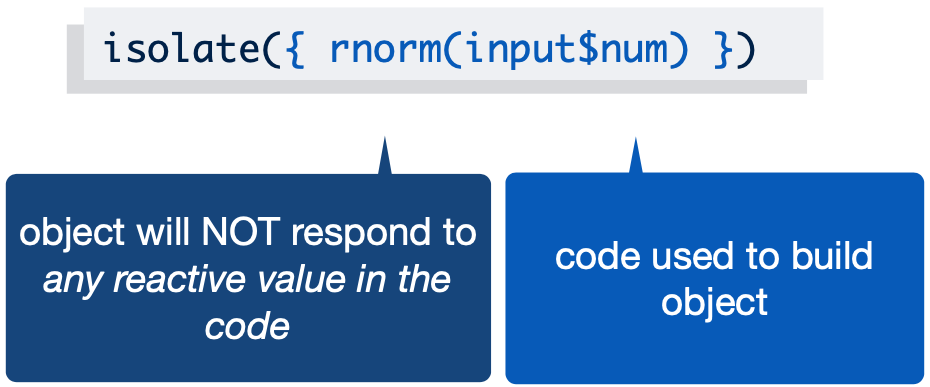 isolate({ rnorm(input$num) })
object will NOT respond to
any reactive value in the
code
code used to build
object